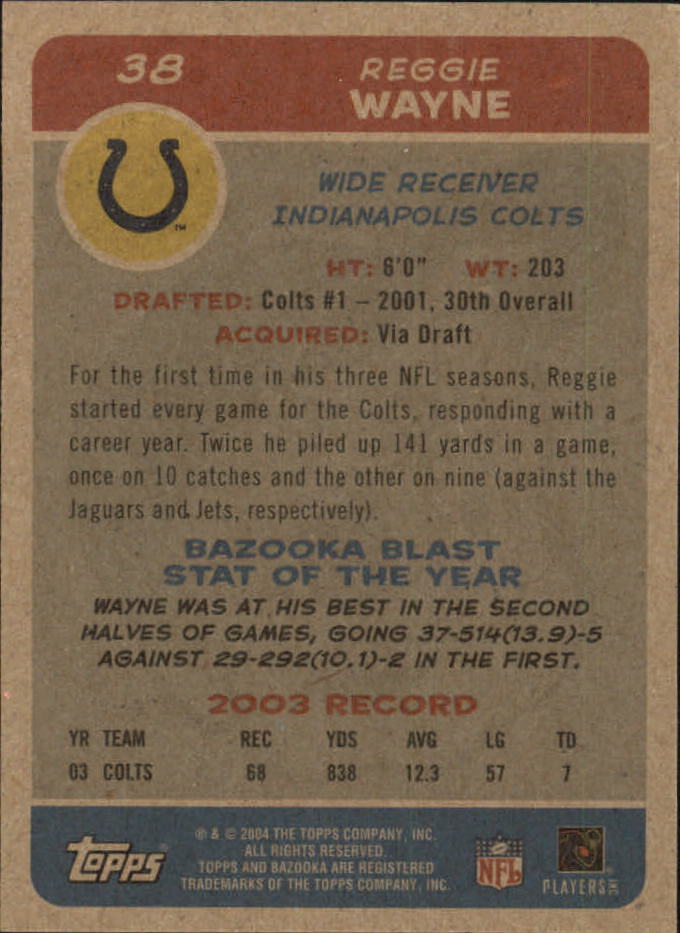 38
REGGIE
WAYNE
WIDE RECEIVER
INDIANAPOLIS COLTS
TM
HT: 6'0" WT: 203
DRAFTED: Colts #1 – 2001, 30th Overall
ACQUIRED: Via Draft
For the first time in his three NFL seasons, Reggie
started every game for the Colts, responding with a
career year. Twice he piled up 141 yards in a game,
once on 10 catches and the other on nine (against the
Jaguars and Jets, respectively).
BAZOOKA BLAST
STAT OF THE YEAR
WAYNE WAS AT HIS BEST IN THE SECOND
HALVES OF GAMES, GOING 37-514(13.9)-5
AGAINST 29-292(10.1)-2 IN THE FIRST.
2003 RECORD
YR TEAM REC YDS AVG LG TD
03 COLTS 68 838 12.3 57 7
topps
® & © 2004 THE TOPPS COMPANY, INC.
ALL RIGHTS RESERVED.
TOPPS AND BAZOOKA ARE REGISTERED
TRADEMARKS OF THE TOPPS COMPANY, INC.
NFL
PLAYERS INC